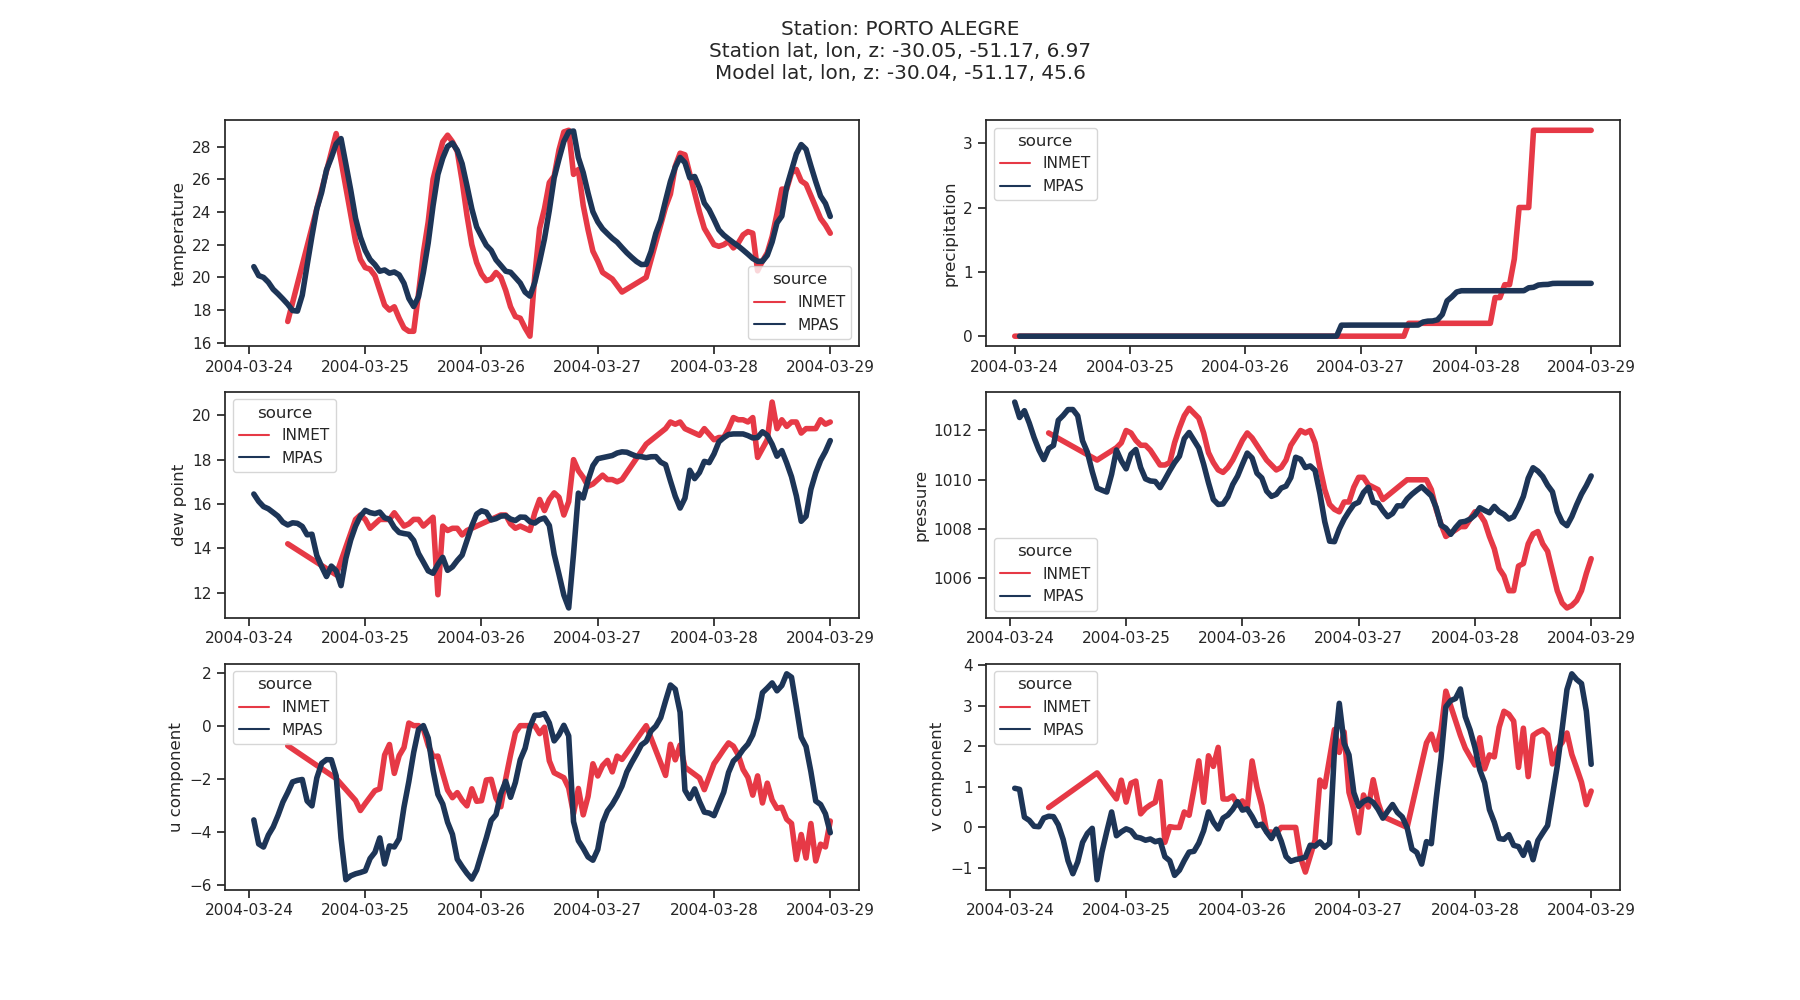 Station: PORTO ALEGRE
Station lat, lon, z: -30.05, -51.17, 6.97
Model lat, lon, z: -30.04, -51.17, 45.6
temperature
28
26
24
22
20
18
16
source
INMET
MPAS
2004-03-24 2004-03-25 2004-03-26 2004-03-27 2004-03-28 2004-03-29
precipitation
3
2
1
0
source
INMET
MPAS
2004-03-24 2004-03-25 2004-03-26 2004-03-27 2004-03-28 2004-03-29
dew point
20
18
16
14
12
source
INMET
MPAS
2004-03-24 2004-03-25 2004-03-26 2004-03-27 2004-03-28 2004-03-29
pressure
1012
1010
1008
1006
source
INMET
MPAS
2004-03-24 2004-03-25 2004-03-26 2004-03-27 2004-03-28 2004-03-29
u component
2
0
−2
−4
−6
source
INMET
MPAS
2004-03-24 2004-03-25 2004-03-26 2004-03-27 2004-03-28 2004-03-29
v component
4
3
2
1
0
−1
source
INMET
MPAS
2004-03-24 2004-03-25 2004-03-26 2004-03-27 2004-03-28 2004-03-29